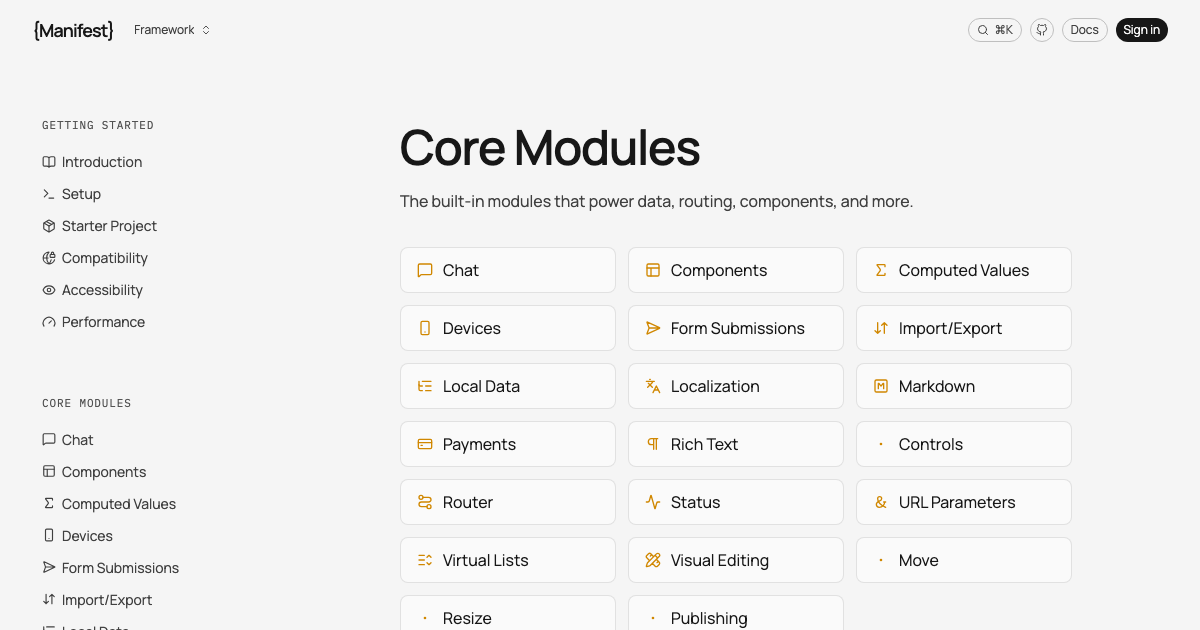 {Manifest}
Framework
⌘K
Docs
Sign in
GETTING STARTED
Introduction
Setup
Starter Project
Compatibility
Accessibility
Performance
CORE MODULES
Chat
Components
Computed Values
Devices
Form Submissions
Import/Export
Local Data
Core Modules
The built-in modules that power data, routing, components, and more.
Chat
Components
Computed Values
Devices
Form Submissions
Import/Export
Local Data
Localization
Markdown
Payments
Rich Text
Controls
Router
Status
& URL Parameters
Virtual Lists
Visual Editing
Move
Resize
Publishing